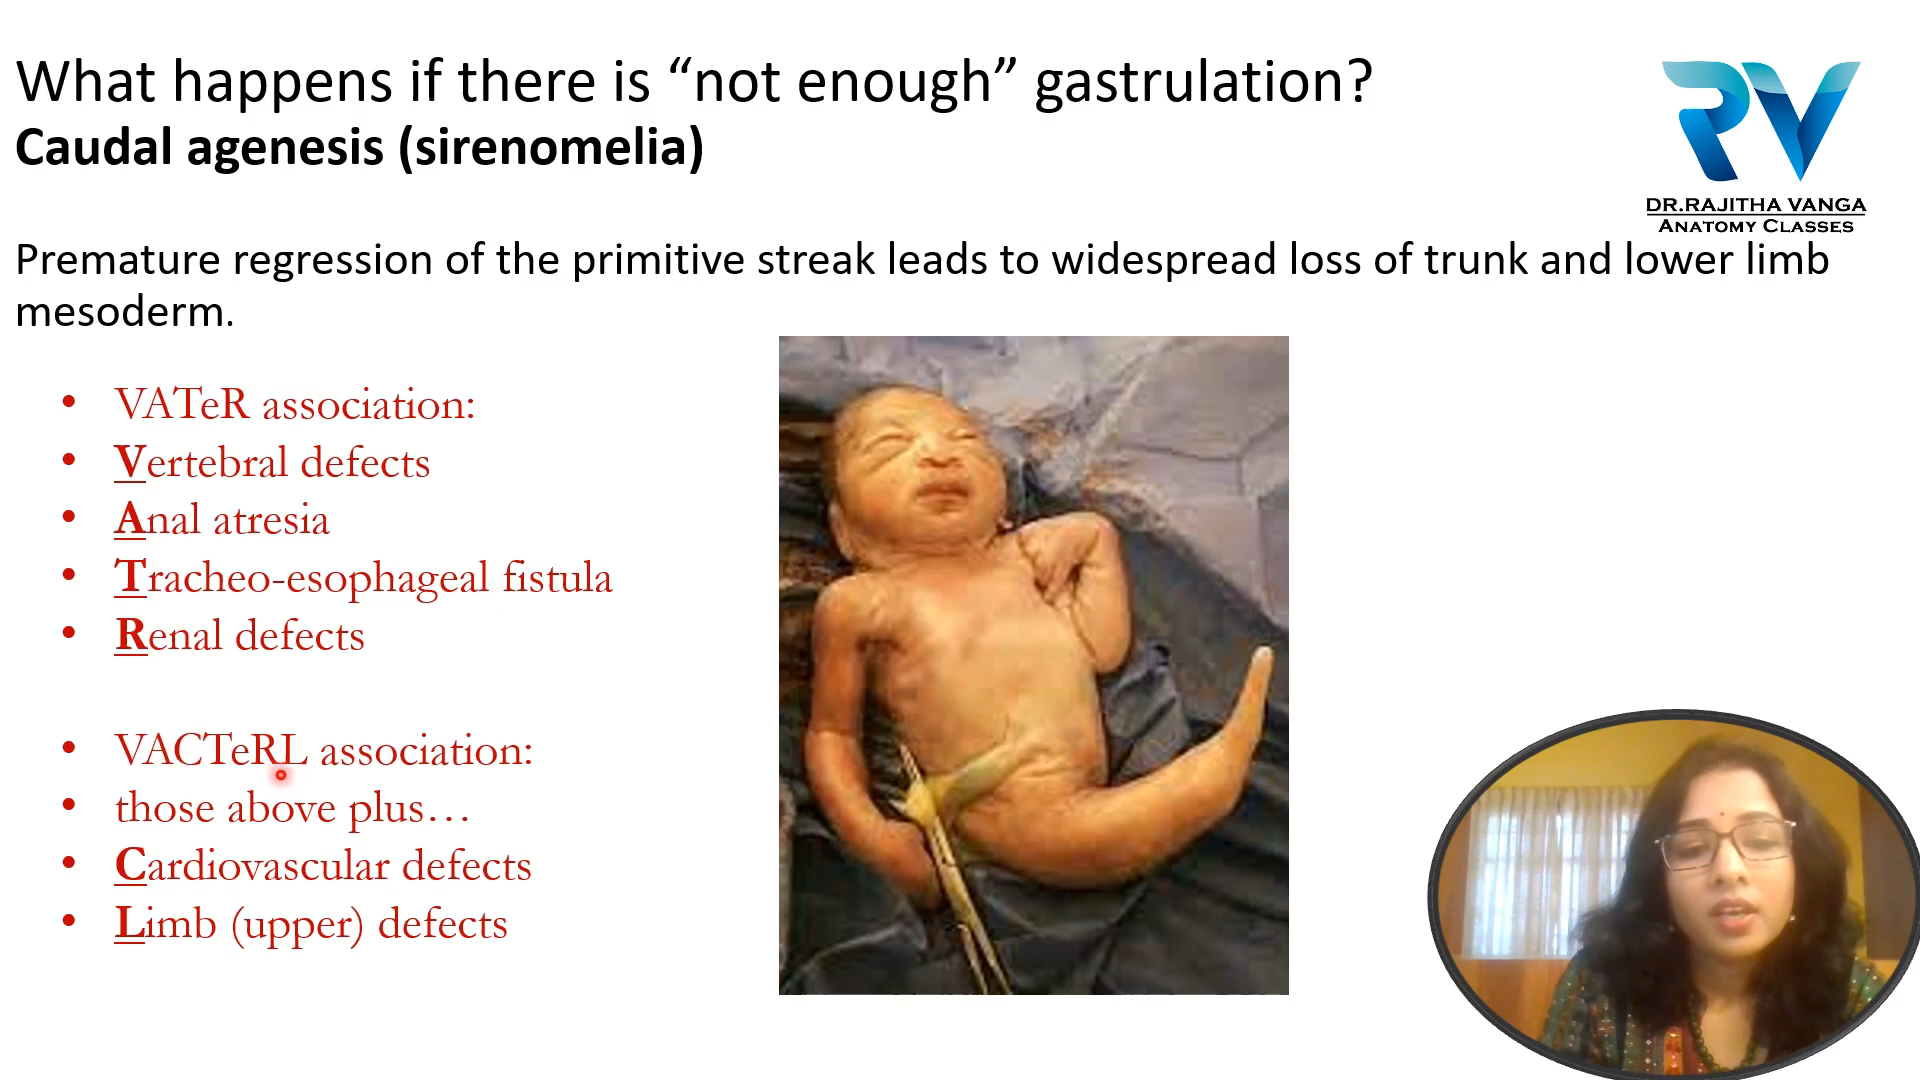 What happens if there is “not enough” gastrulation?
Caudal agenesis (sirenomelia)
DR.RAJITHA VANGA
ANATOMY CLASSES
Premature regression of the primitive streak leads to widespread loss of trunk and lower limb
mesoderm.
• VATeR association:
• Vertebral defects
• Anal atresia
• Tracheo-esophageal fistula
• Renal defects
• VACTeRL association:
• those above plus…
• Cardiovascular defects
• Limb (upper) defects